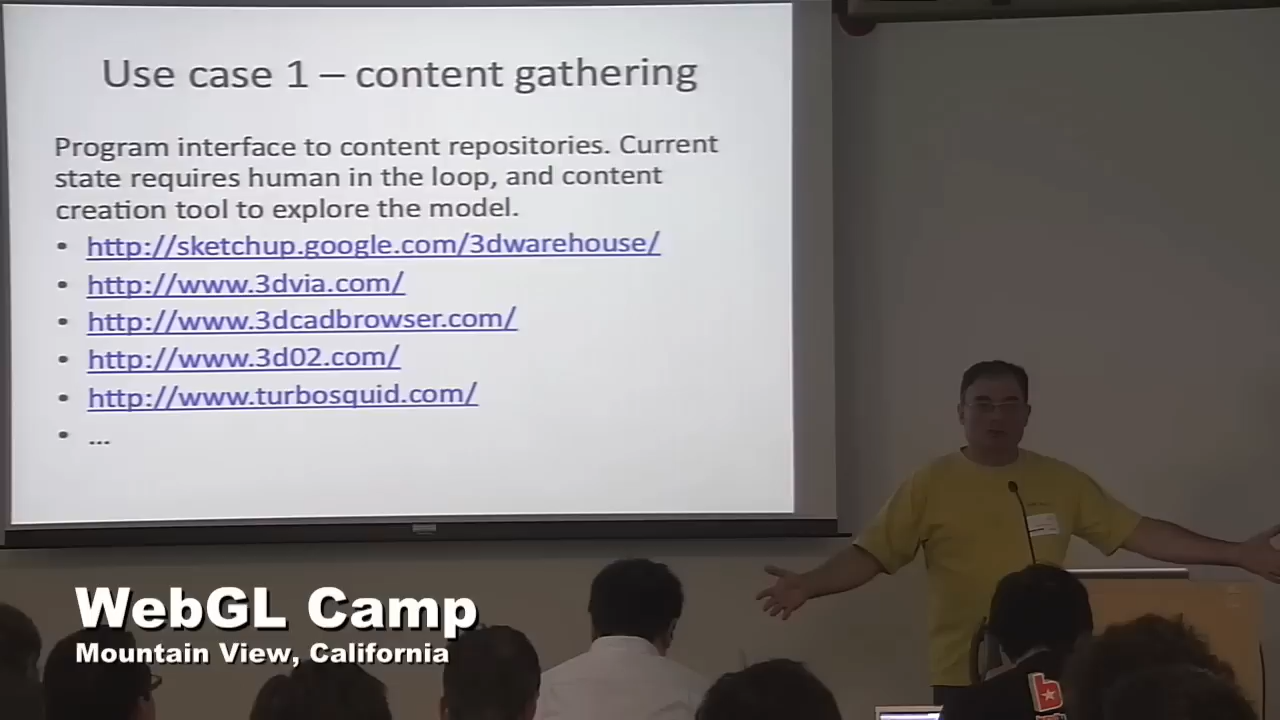 Use case 1 – content gathering
Program interface to content repositories. Current
state requires human in the loop, and content
creation tool to explore the model.
• http://sketchup.google.com/3dwarehouse/
• http://www.3dvia.com/
• http://www.3dcadbrowser.com/
• http://www.3d02.com/
• http://www.turbosquid.com/
• ...
WebGL Camp
Mountain View, California
b